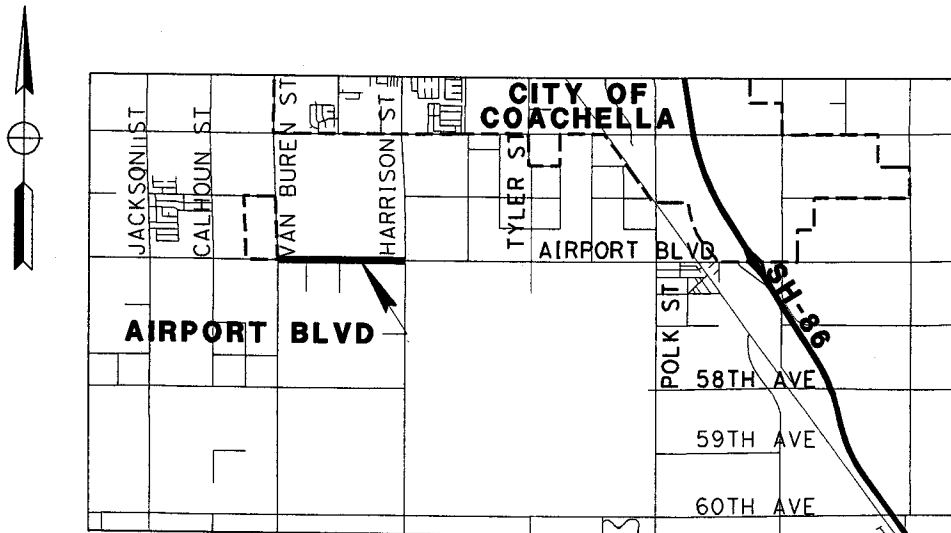 CITY OF
COACHELLA
JACKSON ST
CALHOUN ST
VAN BUREN ST
HARRISON ST
TYLER ST
AIRPORT BLVD
AIRPORT BLVD
SH-86
POLK ST
58TH AVE
59TH AVE
60TH AVE